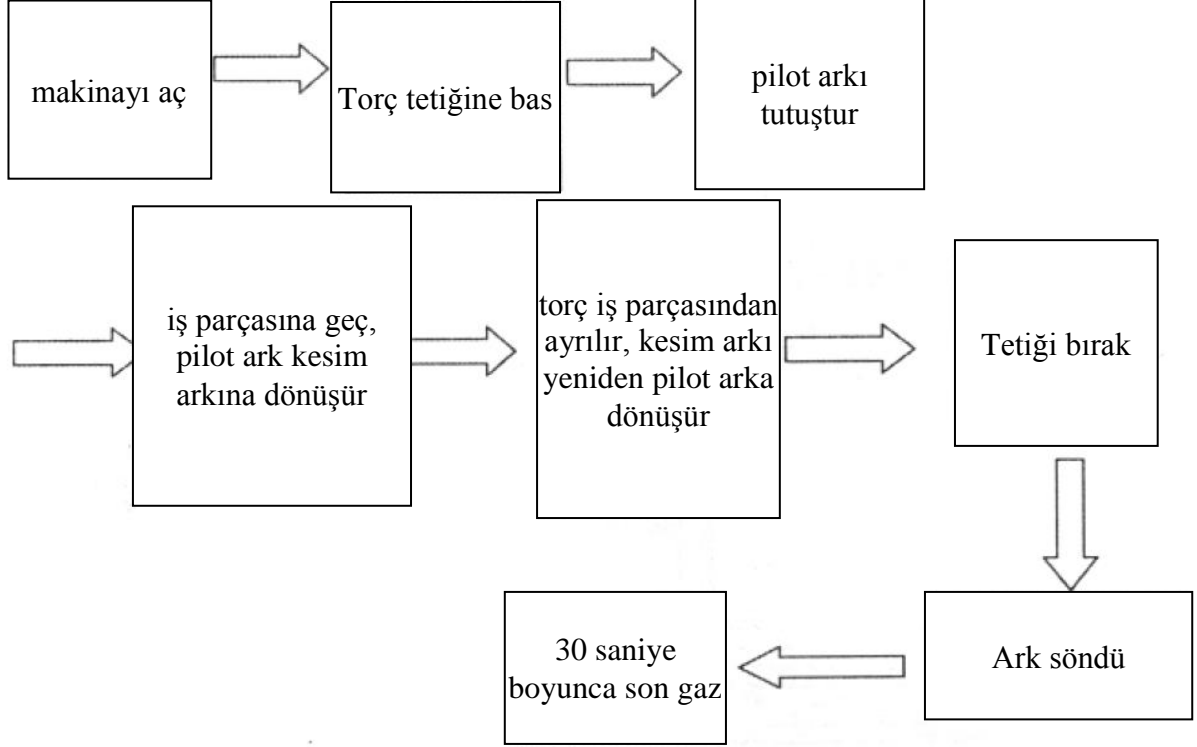 makinayı aç
Torç tetiğine bas
pilot arkı
tutuştur
iş parçasına geç,
pilot ark kesim
arkına dönüşür
torç iş parçasından
ayrılır, kesim arkı
yeniden pilot arka
dönüşür
Tetiği bırak
Ark söndü
30 saniye
boyunca son gaz